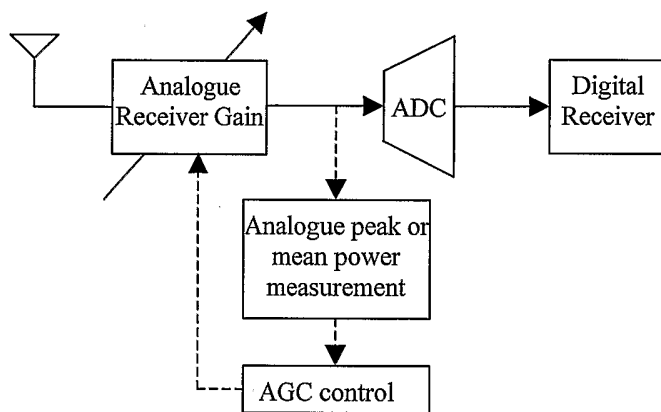 Analogue
Receiver Gain
ADC
Digital
Receiver
Analogue peak or
mean power
measurement
AGC control